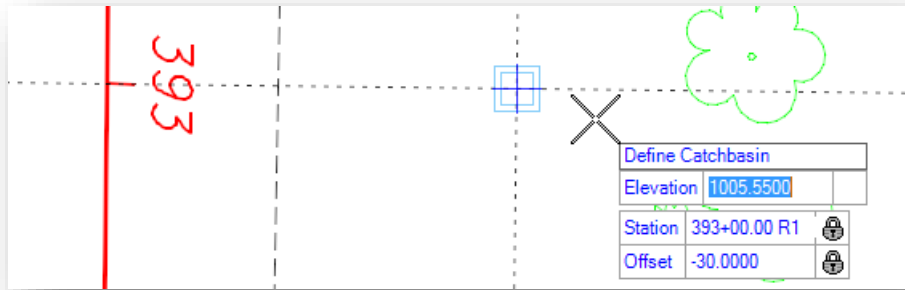 393
Define Catchbasin
Elevation 1005.5500
Station 393+00.00 R1
Offset -30.0000